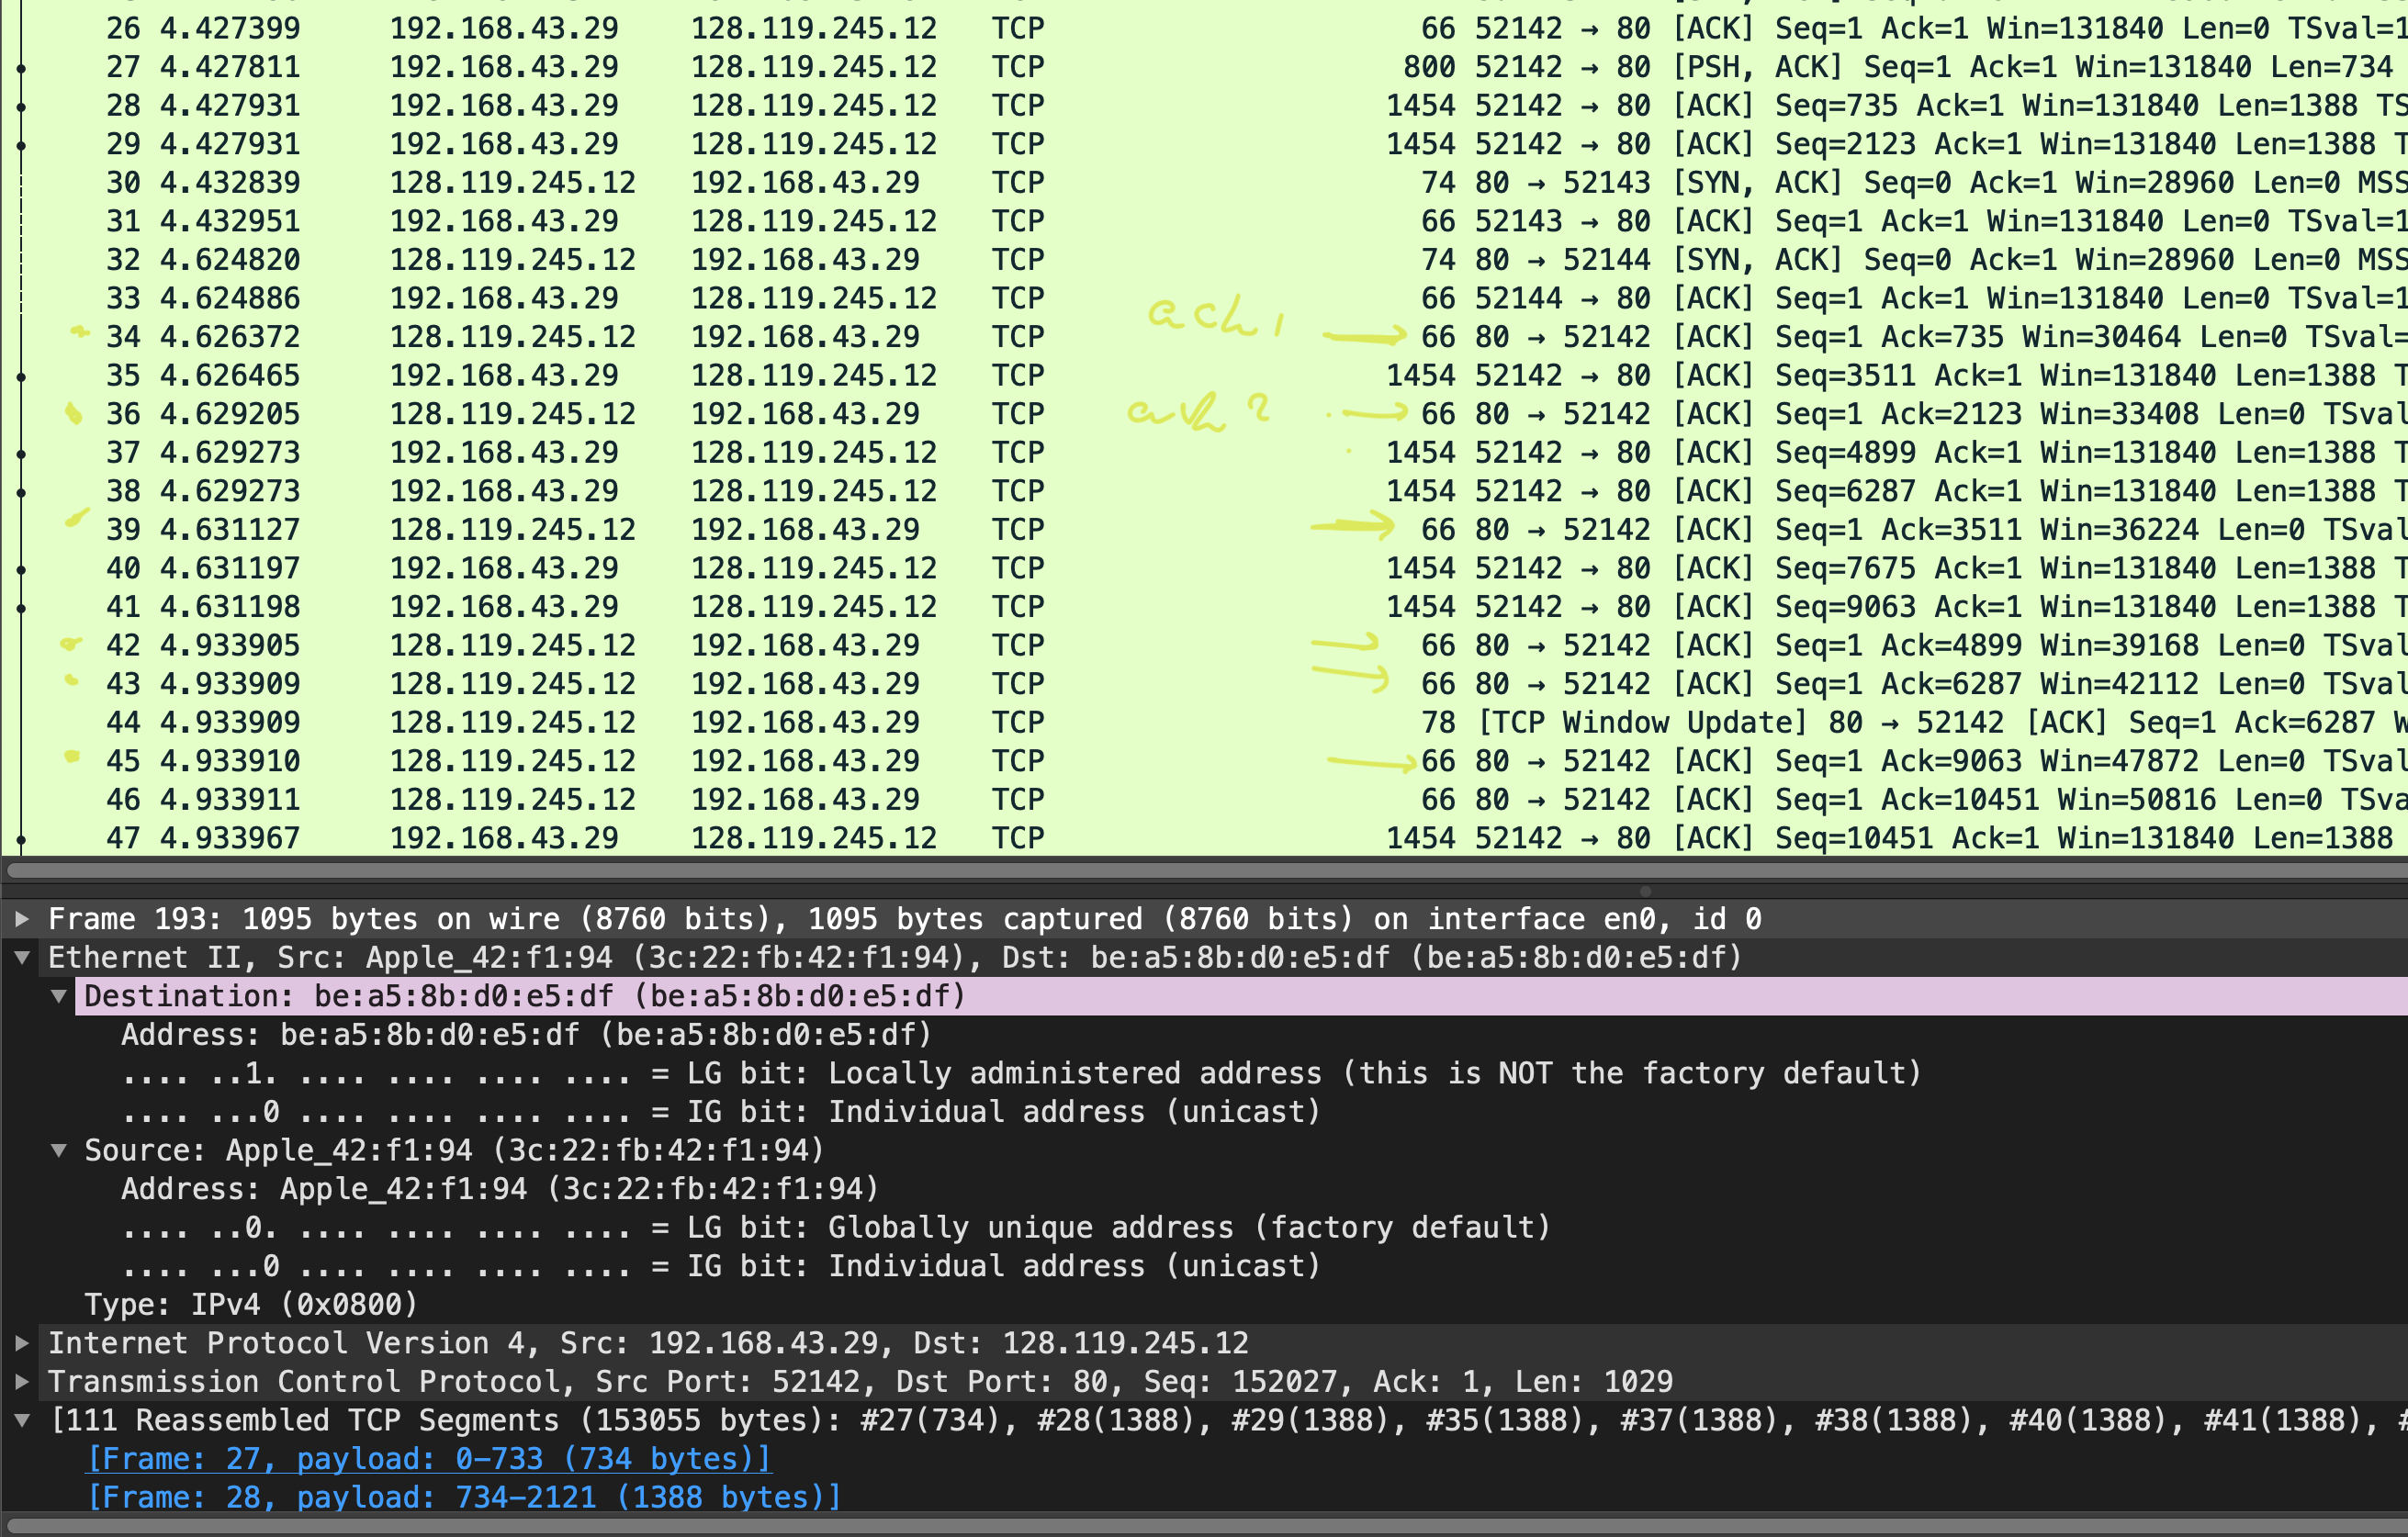 26 4.427399 192.168.43.29 128.119.245.12 TCP 66 52142 → 80 [ACK] Seq=1 Ack=1 Win=131840 Len=0 TSval=1
27 4.427811 192.168.43.29 128.119.245.12 TCP 800 52142 → 80 [PSH, ACK] Seq=1 Ack=1 Win=131840 Len=734
28 4.427931 192.168.43.29 128.119.245.12 TCP 1454 52142 → 80 [ACK] Seq=735 Ack=1 Win=131840 Len=1388 TS
29 4.427931 192.168.43.29 128.119.245.12 TCP 1454 52142 → 80 [ACK] Seq=2123 Ack=1 Win=131840 Len=1388 T
30 4.432839 128.119.245.12 192.168.43.29 TCP 74 80 → 52143 [SYN, ACK] Seq=0 Ack=1 Win=28960 Len=0 MSS
31 4.432951 192.168.43.29 128.119.245.12 TCP 66 52143 → 80 [ACK] Seq=1 Ack=1 Win=131840 Len=0 TSval=1
32 4.624820 128.119.245.12 192.168.43.29 TCP 74 80 → 52144 [SYN, ACK] Seq=0 Ack=1 Win=28960 Len=0 MSS
33 4.624886 192.168.43.29 128.119.245.12 TCP 66 52144 → 80 [ACK] Seq=1 Ack=1 Win=131840 Len=0 TSval=1
34 4.626372 128.119.245.12 192.168.43.29 TCP ack 1 → 66 80 → 52142 [ACK] Seq=1 Ack=735 Win=30464 Len=0 TSval=
35 4.626465 192.168.43.29 128.119.245.12 TCP 1454 52142 → 80 [ACK] Seq=3511 Ack=1 Win=131840 Len=1388 T
36 4.629205 128.119.245.12 192.168.43.29 TCP ack 2 → 66 80 → 52142 [ACK] Seq=1 Ack=2123 Win=33408 Len=0 TSval
37 4.629273 192.168.43.29 128.119.245.12 TCP 1454 52142 → 80 [ACK] Seq=4899 Ack=1 Win=131840 Len=1388 T
38 4.629273 192.168.43.29 128.119.245.12 TCP 1454 52142 → 80 [ACK] Seq=6287 Ack=1 Win=131840 Len=1388 T
39 4.631127 128.119.245.12 192.168.43.29 TCP → 66 80 → 52142 [ACK] Seq=1 Ack=3511 Win=36224 Len=0 TSval
40 4.631197 192.168.43.29 128.119.245.12 TCP 1454 52142 → 80 [ACK] Seq=7675 Ack=1 Win=131840 Len=1388 T
41 4.631198 192.168.43.29 128.119.245.12 TCP 1454 52142 → 80 [ACK] Seq=9063 Ack=1 Win=131840 Len=1388 T
42 4.933905 128.119.245.12 192.168.43.29 TCP → 66 80 → 52142 [ACK] Seq=1 Ack=4899 Win=39168 Len=0 TSval
43 4.933909 128.119.245.12 192.168.43.29 TCP → 66 80 → 52142 [ACK] Seq=1 Ack=6287 Win=42112 Len=0 TSval
44 4.933909 128.119.245.12 192.168.43.29 TCP 78 [TCP Window Update] 80 → 52142 [ACK] Seq=1 Ack=6287 W
45 4.933910 128.119.245.12 192.168.43.29 TCP → 66 80 → 52142 [ACK] Seq=1 Ack=9063 Win=47872 Len=0 TSval
46 4.933911 128.119.245.12 192.168.43.29 TCP 66 80 → 52142 [ACK] Seq=1 Ack=10451 Win=50816 Len=0 TSva
47 4.933967 192.168.43.29 128.119.245.12 TCP 1454 52142 → 80 [ACK] Seq=10451 Ack=1 Win=131840 Len=1388
Frame 193: 1095 bytes on wire (8760 bits), 1095 bytes captured (8760 bits) on interface en0, id 0
Ethernet II, Src: Apple_42:f1:94 (3c:22:fb:42:f1:94), Dst: be:a5:8b:d0:e5:df (be:a5:8b:d0:e5:df)
Destination: be:a5:8b:d0:e5:df (be:a5:8b:d0:e5:df)
Address: be:a5:8b:d0:e5:df (be:a5:8b:d0:e5:df)
.... ..1. .... .... .... .... = LG bit: Locally administered address (this is NOT the factory default)
.... ...0 .... .... .... .... = IG bit: Individual address (unicast)
Source: Apple_42:f1:94 (3c:22:fb:42:f1:94)
Address: Apple_42:f1:94 (3c:22:fb:42:f1:94)
.... ..0. .... .... .... .... = LG bit: Globally unique address (factory default)
.... ...0 .... .... .... .... = IG bit: Individual address (unicast)
Type: IPv4 (0x0800)
Internet Protocol Version 4, Src: 192.168.43.29, Dst: 128.119.245.12
Transmission Control Protocol, Src Port: 52142, Dst Port: 80, Seq: 152027, Ack: 1, Len: 1029
[111 Reassembled TCP Segments (153055 bytes): #27(734), #28(1388), #29(1388), #35(1388), #37(1388), #38(1388), #40(1388), #41(1388), #
[Frame: 27, payload: 0-733 (734 bytes)]
[Frame: 28, payload: 734-2121 (1388 bytes)]